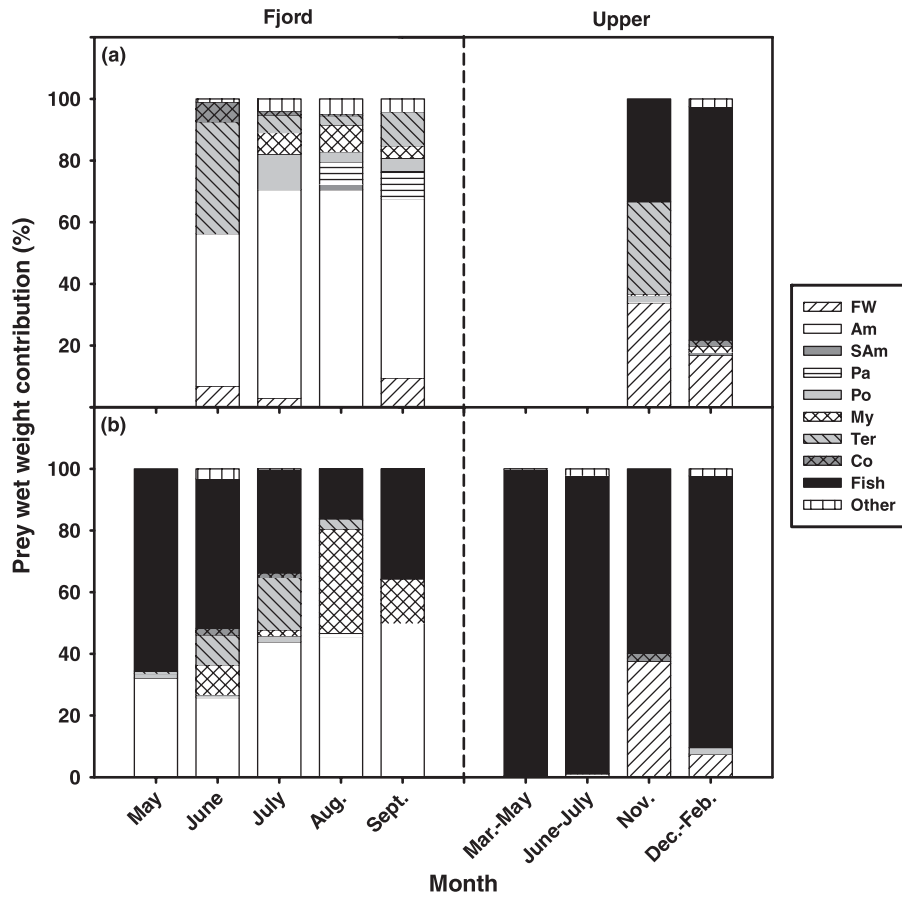 Fjord
Upper
(a)
100
80
60
40
20
(b)
100
80
60
40
20
0
Prey wet weight contribution (%)
May
June
July
Aug.
Sept.
Mar.-May
June-July
Nov.
Dec.-Feb.
Month
FW
Am
SAm
Pa
Po
My
Ter
Co
Fish
Other